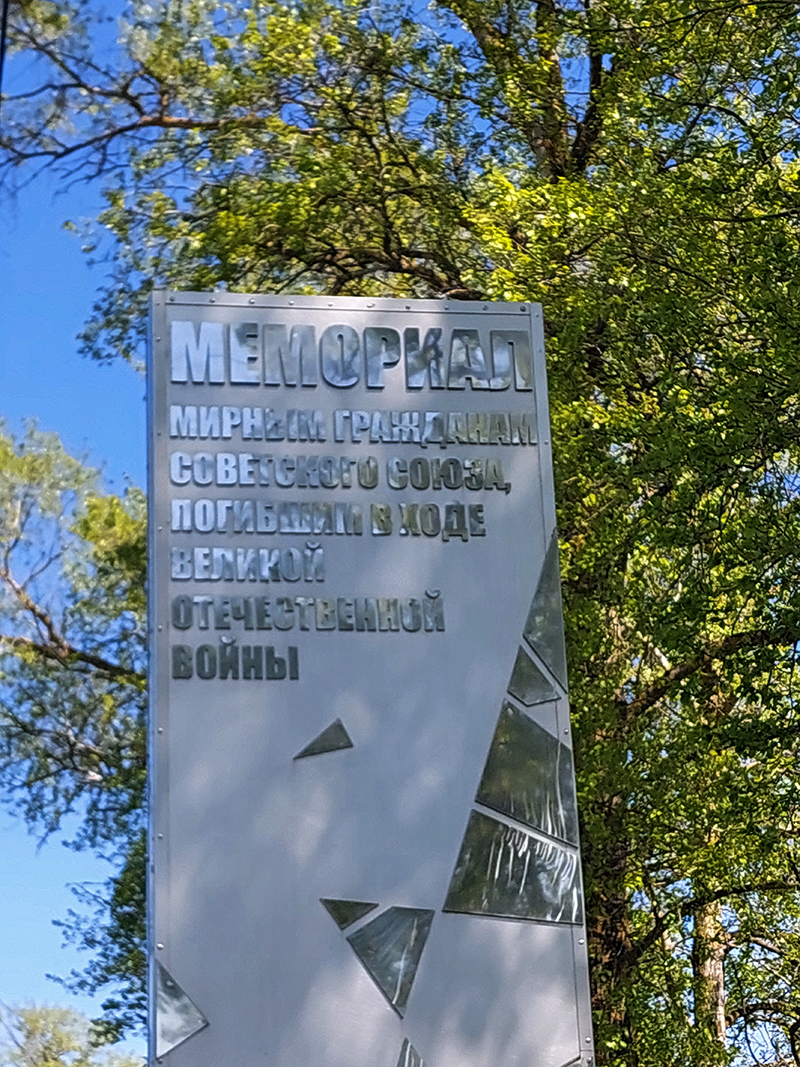 МЕМОРИАЛ
МИРНЫМ ГРАЖДАНАМ
СОВЕТСКОГО СОЮЗА,
ПОГИБШИМ В ХОДЕ
ВЕЛИКОЙ
ОТЕЧЕСТВЕННОЙ
ВОЙНЫ